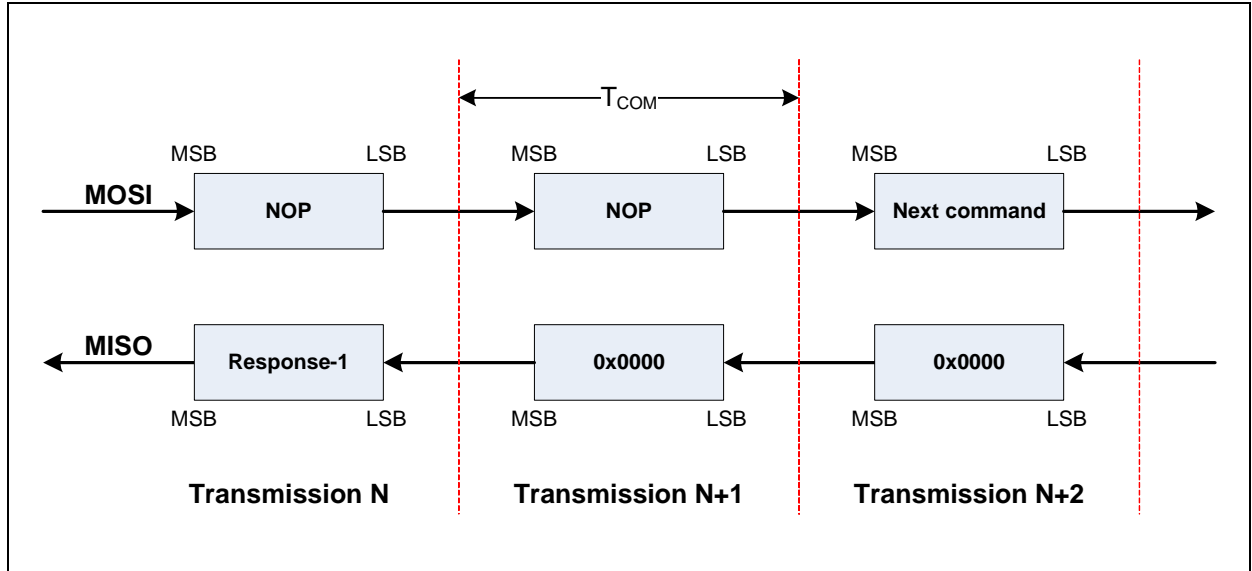 T_COM
MSB LSB MSB LSB MSB LSB
MOSI NOP NOP Next command
MISO Response-1 0x0000 0x0000
MSB LSB MSB LSB MSB LSB
Transmission N Transmission N+1 Transmission N+2